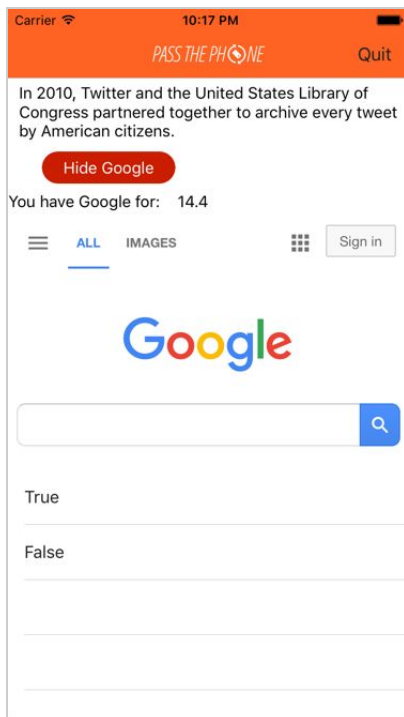 Carrier 10:17 PM
PASS THE PHONE Quit
In 2010, Twitter and the United States Library of
Congress partnered together to archive every tweet
by American citizens.
Hide Google
You have Google for: 14.4
ALL IMAGES Sign in
Google
True
False